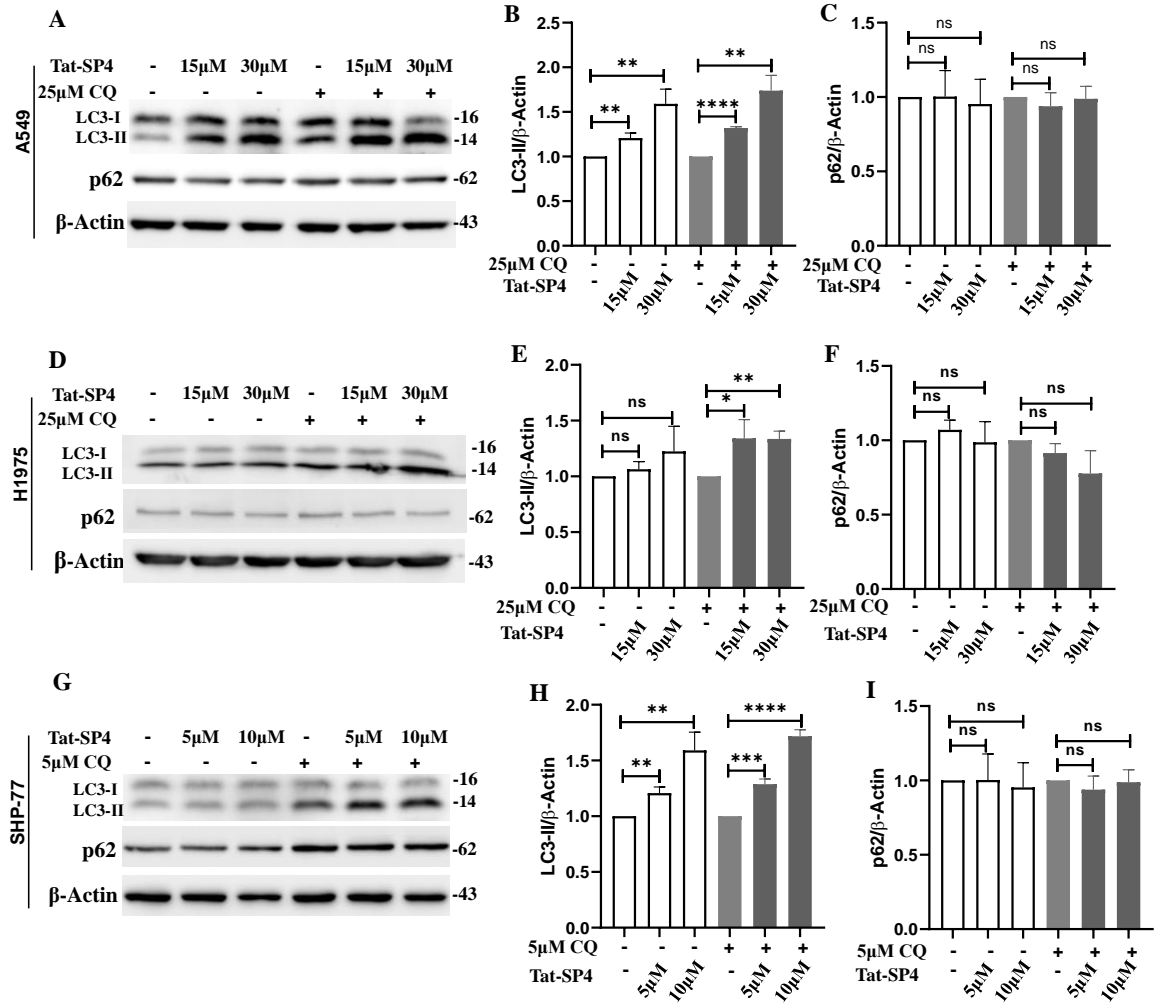 A
Tat-SP4 - 15µM 30µM - 15µM 30µM
25µM CQ - - - + + +
A549
LC3-I -16
LC3-II -14
p62 -62
β-Actin -43
B
LC3-II/β-Actin
2.5
2.0
1.5
1.0
0.5
0.0
** ** **** **
25µM CQ - - - + + +
Tat-SP4 - 15µM 30µM - 15µM 30µM
C
p62/β-Actin
1.5
1.0
0.5
0.0
ns ns ns ns
25µM CQ - - - + + +
Tat-SP4 - 15µM 30µM - 15µM 30µM
D
Tat-SP4 - 15µM 30µM - 15µM 30µM
25µM CQ - - - + + +
H1975
LC3-I -16
LC3-II -14
p62 -62
β-Actin -43
E
LC3-II/β-Actin
2.0
1.5
1.0
0.5
0.0
ns ns * **
25µM CQ - - - + + +
Tat-SP4 - 15µM 30µM - 15µM 30µM
F
p62/β-Actin
1.5
1.0
0.5
0.0
ns ns ns ns
25µM CQ - - - + + +
Tat-SP4 - 15µM 30µM - 15µM 30µM
G
Tat-SP4 - 5µM 10µM - 5µM 10µM
5µM CQ - - - + + +
SHP-77
LC3-I -16
LC3-II -14
p62 -62
β-Actin -43
H
LC3-II/β-Actin
2.0
1.5
1.0
0.5
0.0
** ** *** ****
5µM CQ - - - + + +
Tat-SP4 - 5µM 10µM - 5µM 10µM
I
p62/β-Actin
1.5
1.0
0.5
0.0
ns ns ns ns
5µM CQ - - - + + +
Tat-SP4 - 5µM 10µM - 5µM 10µM